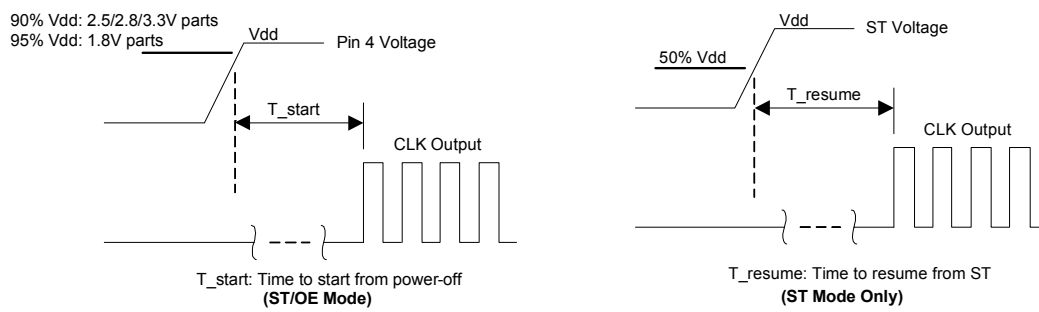 90% Vdd: 2.5/2.8/3.3V parts
95% Vdd: 1.8V parts
Vdd
Pin 4 Voltage
T_start
CLK Output
T_start: Time to start from power-off
(ST/OE Mode)
Vdd
ST Voltage
50% Vdd
T_resume
CLK Output
T_resume: Time to resume from ST
(ST Mode Only)